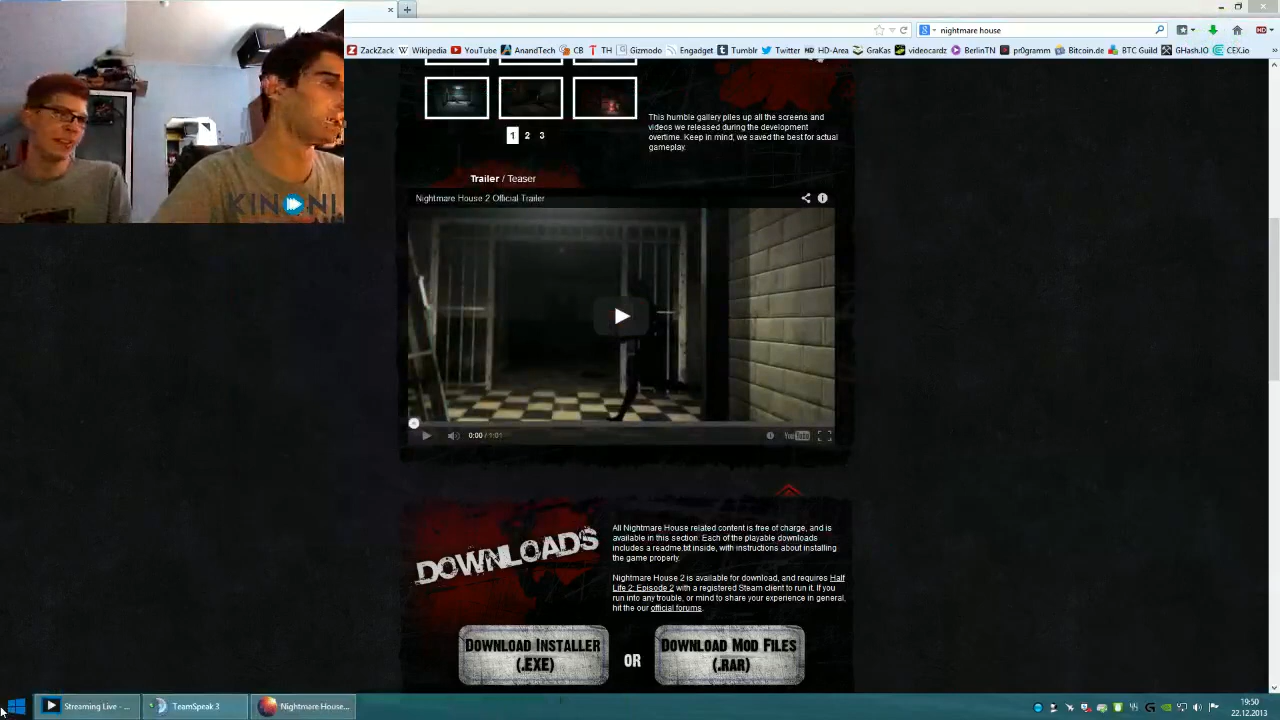 nightmare house
ZackZack Wikipedia YouTube AnandTech CB TH Gizmodo Engadget Tumblr Twitter HD-Area GraKas videocardz BerlinTN pr0gramm Bitcoin.de BTC Guild GHash.IO CEX.io
This humble gallery piles up all the screens and
videos we released during the development
overtime. Keep in mind, we saved the best for actual
gameplay.
1 2 3
Trailer / Teaser
Nightmare House 2 Official Trailer
KINONI
0:00 / 1:01
YouTube
DOWNLOADS
All Nightmare House related content is free of charge, and is
available in this section. Each of the playable downloads
includes a readme.txt inside, with instructions about installing
the game properly.
Nightmare House 2 is available for download, and requires Half
Life 2: Episode 2 with a registered Steam client to run it. If you
run into any trouble, or mind to share your experience in general,
hit the our official forums.
DOWNLOAD INSTALLER
(.EXE)
OR
DOWNLOAD MOD FILES
(.RAR)
Streaming Live - ...
TeamSpeak 3
Nightmare House...
19:50
22.12.2013